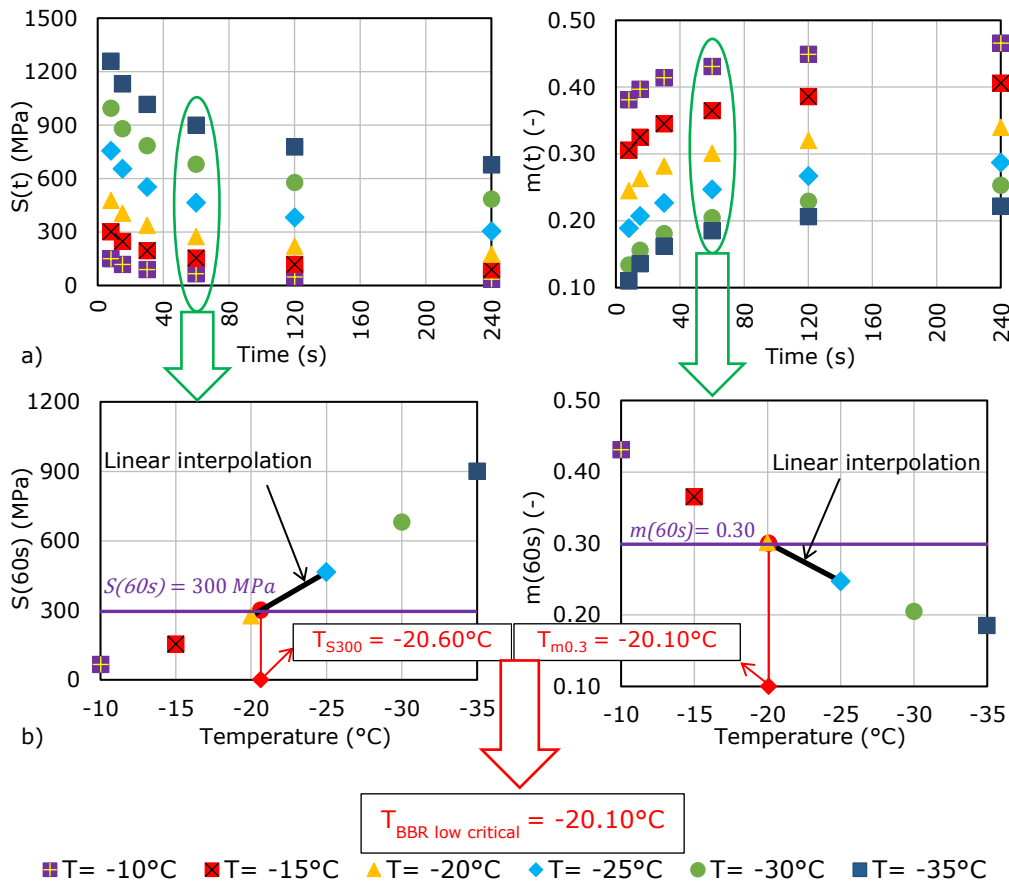 1500
1200
900
600
300
0
S(t) (MPa)
0
40
80
120
160
200
240
Time (s)
a)
0.50
0.40
0.30
0.20
0.10
m(t) (-)
0
40
80
120
160
200
240
Time (s)
1200
900
600
300
0
S(60s) (MPa)
Linear interpolation
S(60s) = 300 MPa
-10
-15
-20
-25
-30
-35
Temperature (°C)
b)
0.50
0.40
0.30
0.20
0.10
m(60s) (-)
Linear interpolation
m(60s)= 0.30
-10
-15
-20
-25
-30
-35
Temperature (°C)
TS300 = -20.60°C
Tm0.3 = -20.10°C
TBBR low critical = -20.10°C
T= -10°C T= -15°C T= -20°C T= -25°C T= -30°C T= -35°C